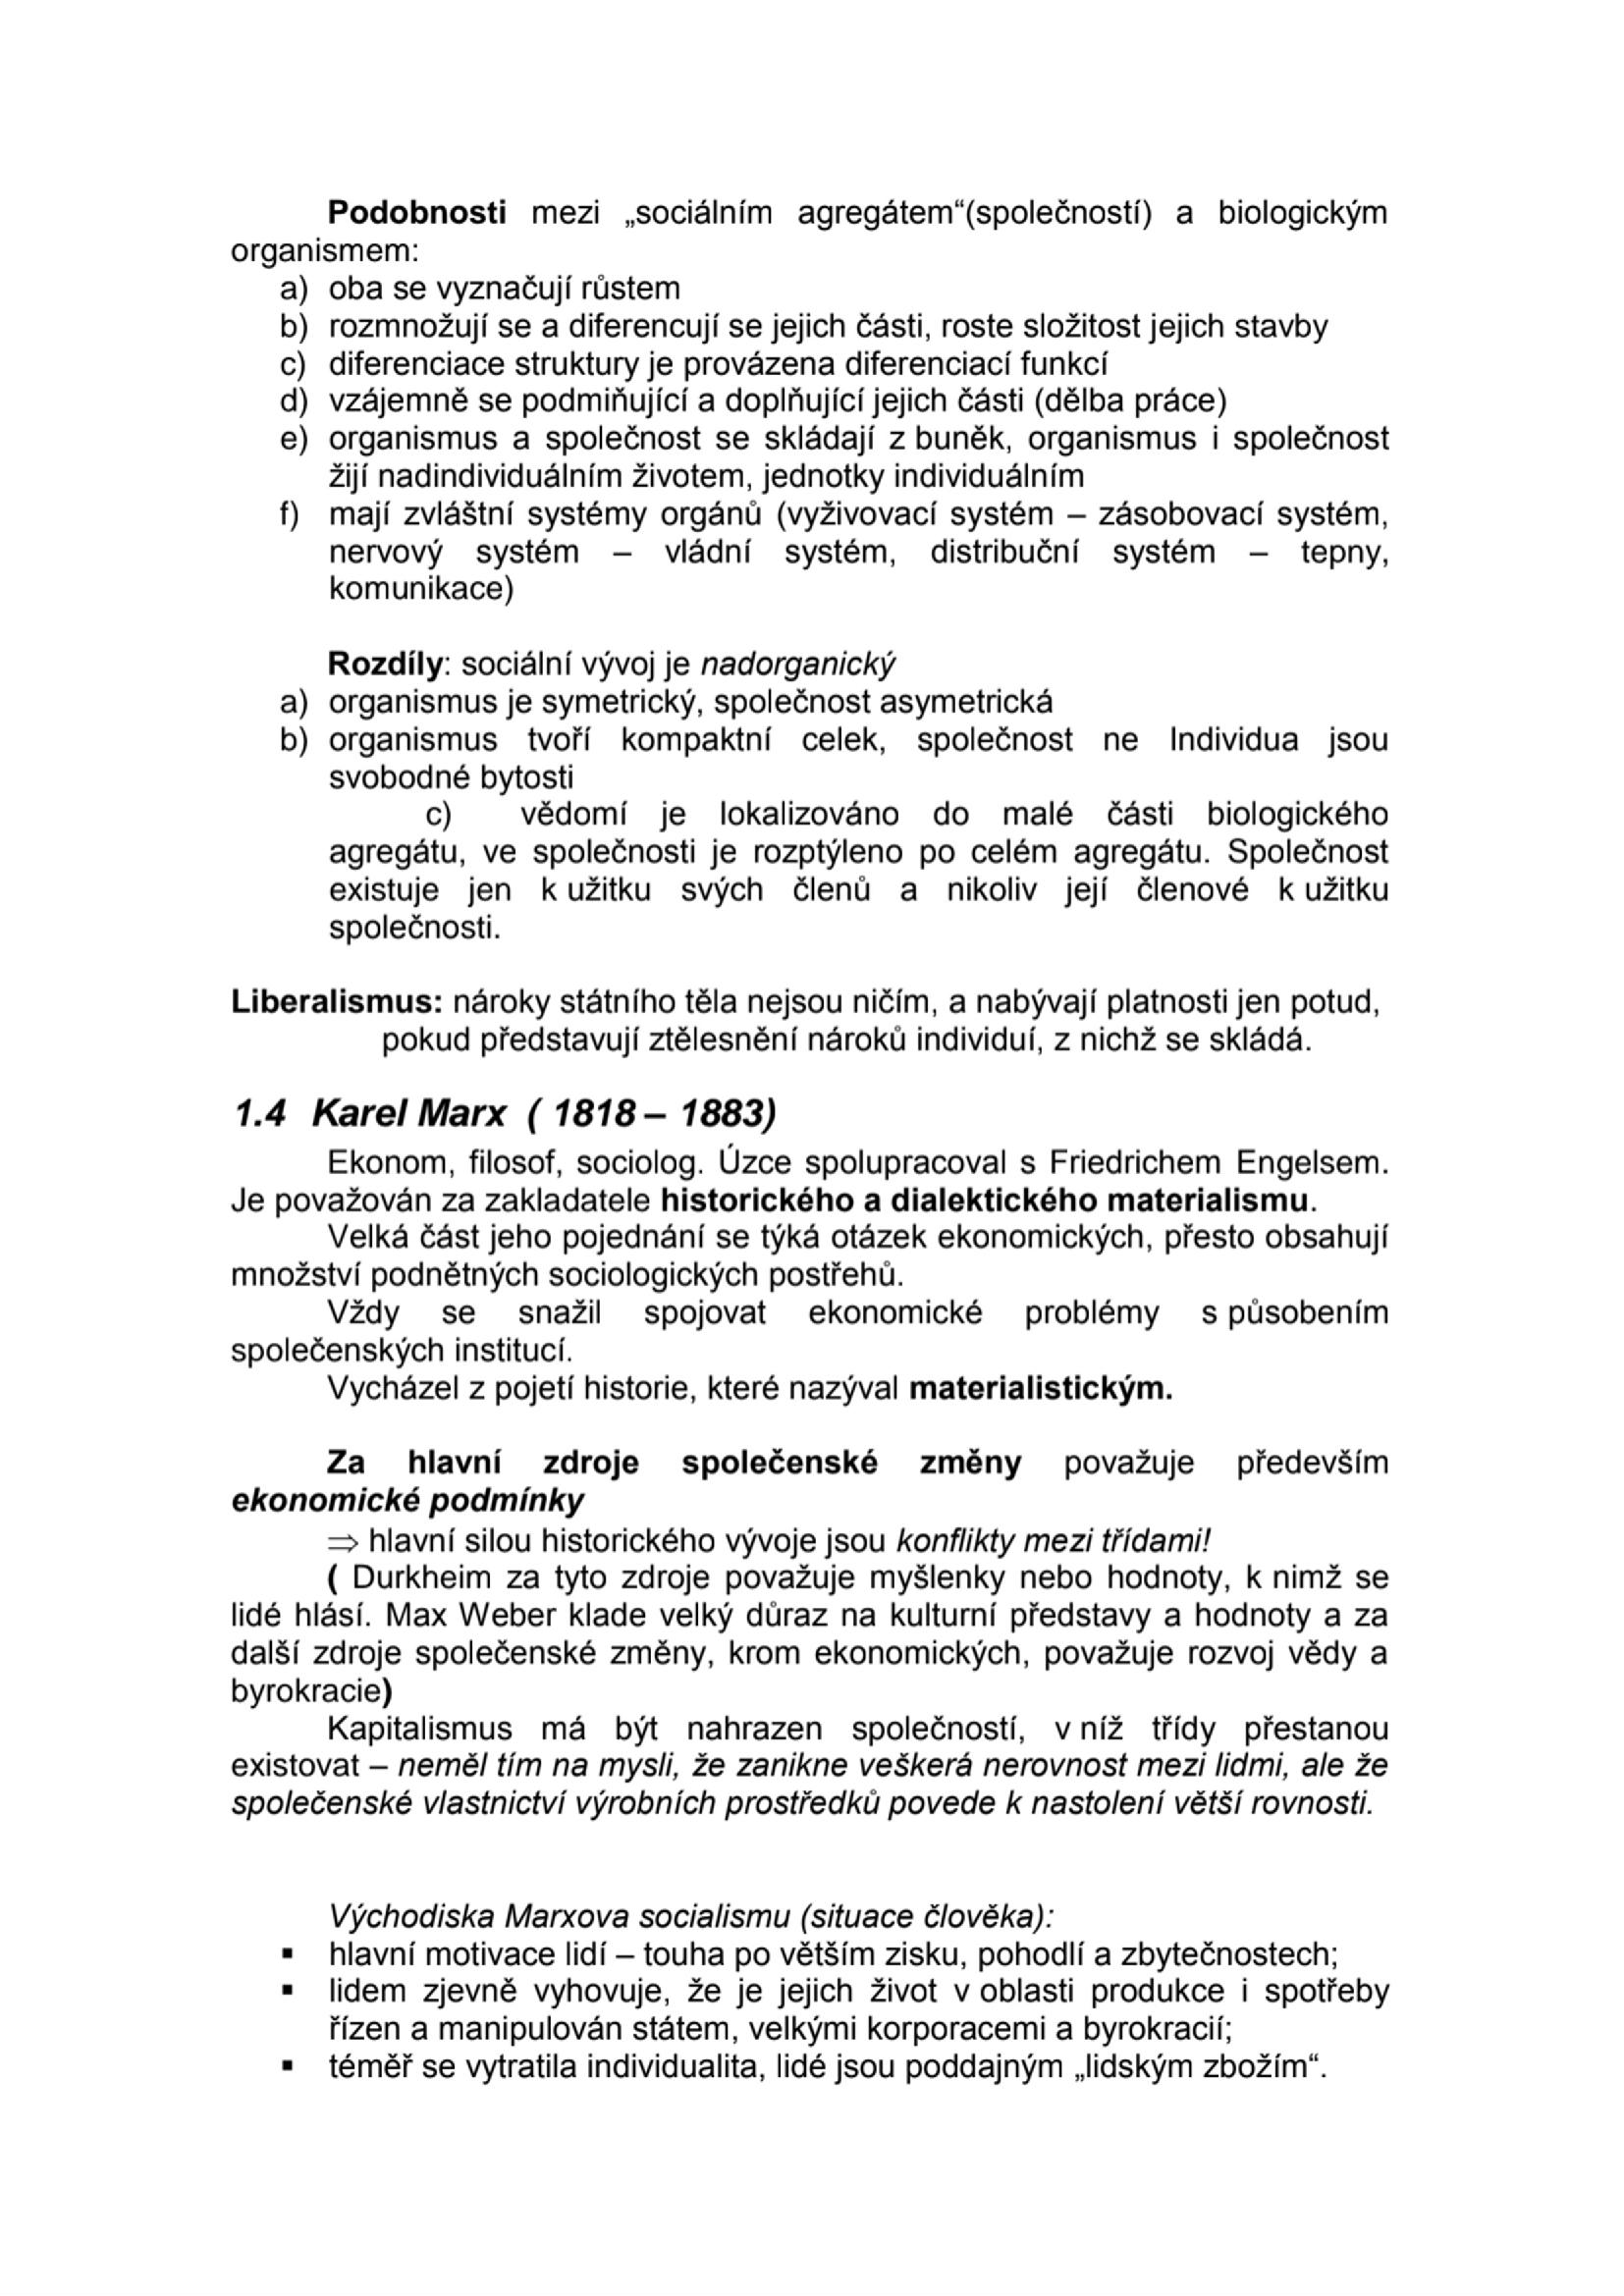 Podobnosti mezi „sociálním agregátem“(společností) a biologickým
organismem:
a) oba se vyznačují růstem
b) rozmnožují se a diferencují se jejich části, roste složitost jejich stavby
c) diferenciace struktury je provázena diferenciací funkcí
d) vzájemně se podmiňující a doplňující jejich části (dělba práce)
e) organismus a společnost se skládají z buněk, organismus i společnost
žijí nadindividuálním životem, jednotky individuálním
f) mají zvláštní systémy orgánů (vyživovací systém – zásobovací systém,
nervový systém – vládní systém, distribuční systém – tepny,
komunikace)
Rozdíly: sociální vývoj je nadorganický
a) organismus je symetrický, společnost asymetrická
b) organismus tvoří kompaktní celek, společnost ne Individua jsou
svobodné bytosti
c) vědomí je lokalizováno do malé části biologického
agregátu, ve společnosti je rozptýleno po celém agregátu. Společnost
existuje jen k užitku svých členů a nikoliv její členové k užitku
společnosti.
Liberalismus: nároky státního těla nejsou ničím, a nabývají platnosti jen potud,
pokud představují ztělesnění nároků individuí, z nichž se skládá.
1.4 Karel Marx ( 1818 – 1883)
Ekonom, filosof, sociolog. Úzce spolupracoval s Friedrichem Engelsem.
Je považován za zakladatele historického a dialektického materialismu.
Velká část jeho pojednání se týká otázek ekonomických, přesto obsahují
množství podnětných sociologických postřehů.
Vždy se snažil spojovat ekonomické problémy s působením
společenských institucí.
Vycházel z pojetí historie, které nazýval materialistickým.
Za hlavní zdroje společenské změny považuje především
ekonomické podmínky
⇒ hlavní silou historického vývoje jsou konflikty mezi třídami!
( Durkheim za tyto zdroje považuje myšlenky nebo hodnoty, k nimž se
lidé hlásí. Max Weber klade velký důraz na kulturní představy a hodnoty a za
další zdroje společenské změny, krom ekonomických, považuje rozvoj vědy a
byrokracie)
Kapitalismus má být nahrazen společností, v níž třídy přestanou
existovat – neměl tím na mysli, že zanikne veškerá nerovnost mezi lidmi, ale že
společenské vlastnictví výrobních prostředků povede k nastolení větší rovnosti.
Východiska Marxova socialismu (situace člověka):
▪ hlavní motivace lidí – touha po větším zisku, pohodlí a zbytečnostech;
▪ lidem zjevně vyhovuje, že je jejich život v oblasti produkce i spotřeby
řízen a manipulován státem, velkými korporacemi a byrokracií;
▪ téměř se vytratila individualita, lidé jsou poddajným „lidským zbožím“.